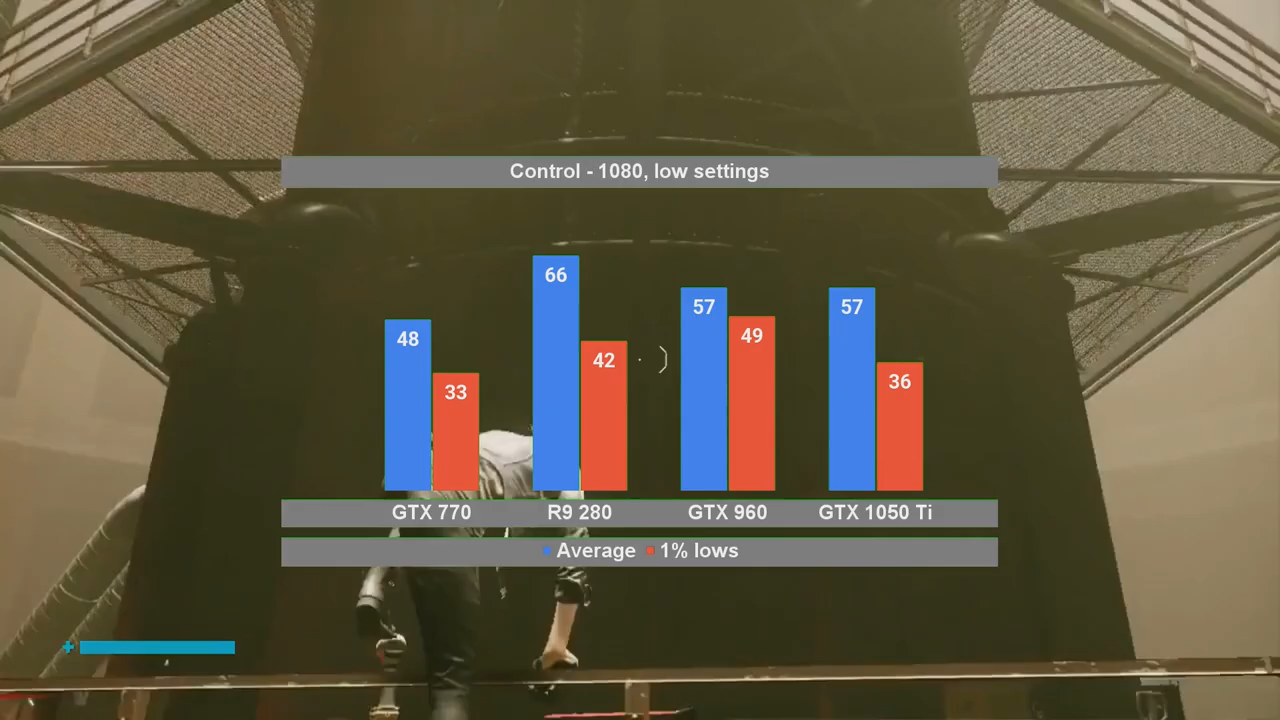 Control - 1080, low settings
66
57
57
48
49
42
36
33
GTX 770 R9 280 GTX 960 GTX 1050 Ti
Average 1% lows